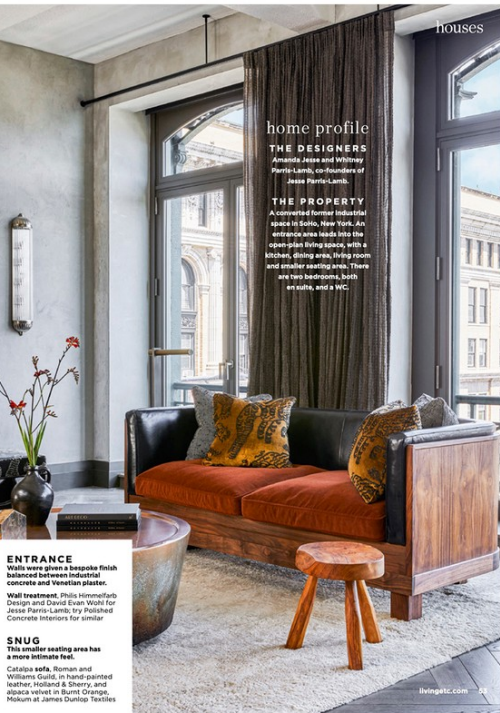 houses
home profile
THE DESIGNERS
Amanda Jesse and Whitney
Parris-Lamb, co-founders of
Jesse Parris-Lamb.
THE PROPERTY
A converted former industrial
space in SoHo, New York. An
entrance area leads into the
open-plan living space, with a
kitchen, dining area, living room
and smaller seating area. There
are two bedrooms, both
en suite, and a WC.
ENTRANCE
Walls were given a bespoke finish
balanced between industrial
concrete and Venetian plaster.
Wall treatment, Philis Himmelfarb
Design and David Evan Wohl for
Jesse Parris-Lamb; try Polished
Concrete Interiors for similar
SNUG
This smaller seating area has
a more intimate feel.
Catalpa sofa, Roman and
Williams Guild, in hand-painted
leather, Holland & Sherry, and
alpaca velvet in Burnt Orange,
Mokum at James Dunlop Textiles
livingetc.com 53